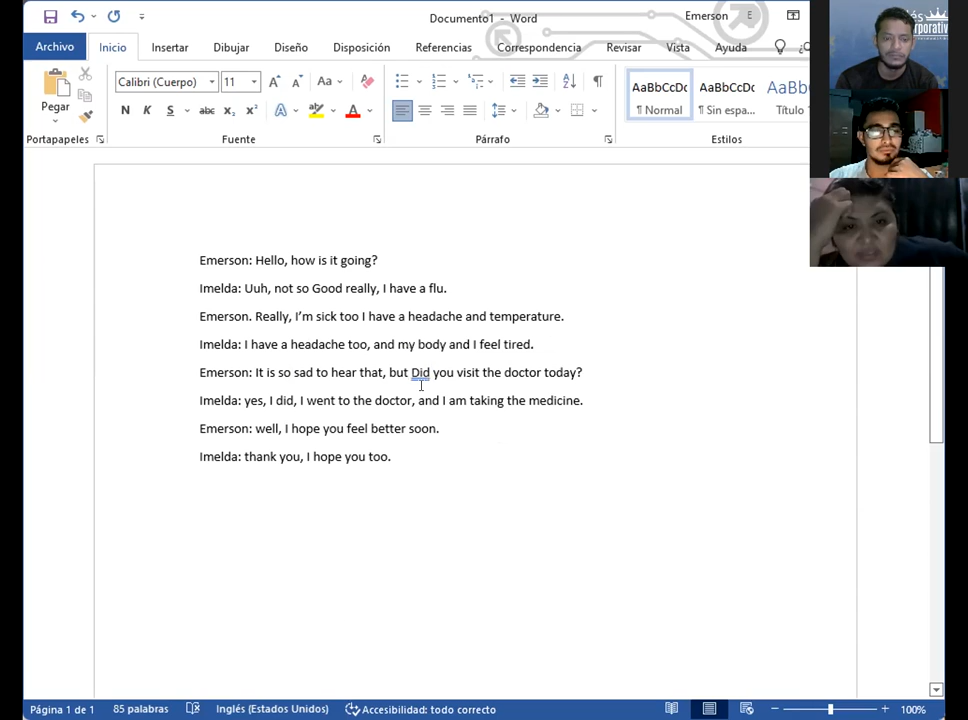 Documento1 - Word
Emerson E
Archivo Inicio Insertar Dibujar Diseño Disposición Referencias Correspondencia Revisar Vista Ayuda
Calibri (Cuerpo) 11
Pegar
N K S abc x₂ x²
AaBbCcDc AaBbCcDc AaBbC
¶ Normal ¶ Sin espa... Título
Portapapeles Fuente Párrafo Estilos
Emerson: Hello, how is it going?
Imelda: Uuh, not so Good really, I have a flu.
Emerson. Really, I’m sick too I have a headache and temperature.
Imelda: I have a headache too, and my body and I feel tired.
Emerson: It is so sad to hear that, but Did you visit the doctor today?
Imelda: yes, I did, I went to the doctor, and I am taking the medicine.
Emerson: well, I hope you feel better soon.
Imelda: thank you, I hope you too.
Página 1 de 1 85 palabras Inglés (Estados Unidos) Accesibilidad: todo correcto 100%